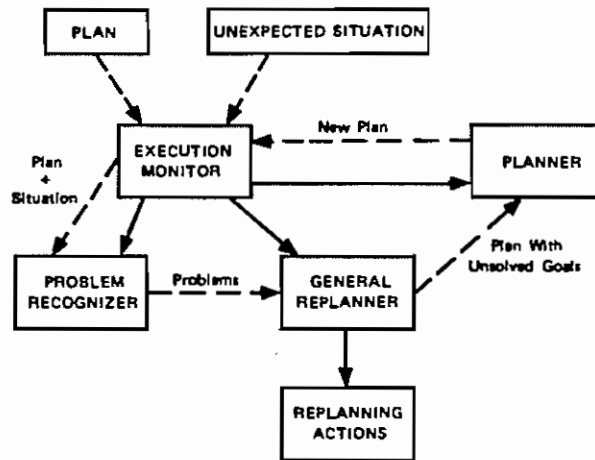 PLAN
UNEXPECTED SITUATION
New Plan
EXECUTION
MONITOR
PLANNER
Plan
+
Situation
Plan With
Unsolved Goals
PROBLEM
RECOGNIZER
Problems
GENERAL
REPLANNER
REPLANNING
ACTIONS